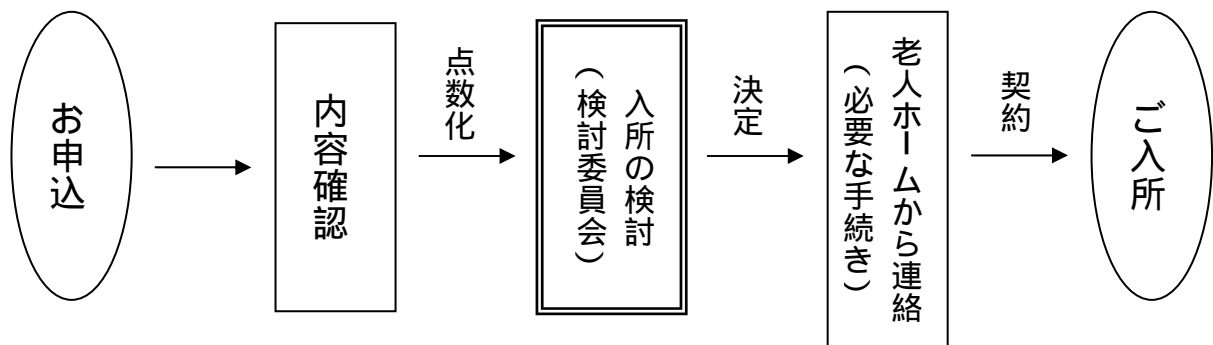 お申込
内容確認
点数化
入所の検討
（検討委員会）
決定
老人ホームから連絡
（必要な手続き）
契約
ご入所